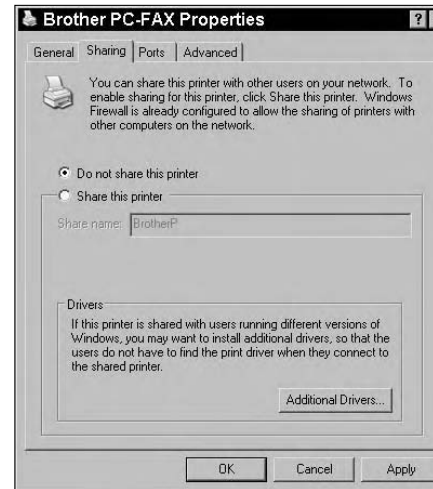 Brother PC-FAX Properties ?
General Sharing Ports Advanced
You can share this printer with other users on your network. To
enable sharing for this printer, click Share this printer. Windows
Firewall is already configured to allow the sharing of printers with
other computers on the network.
Do not share this printer
Share this printer
Share name: BrotherP
Drivers
If this printer is shared with users running different versions of
Windows, you may want to install additional drivers, so that the
users do not have to find the print driver when they connect to
the shared printer.
Additional Drivers...
OK Cancel Apply